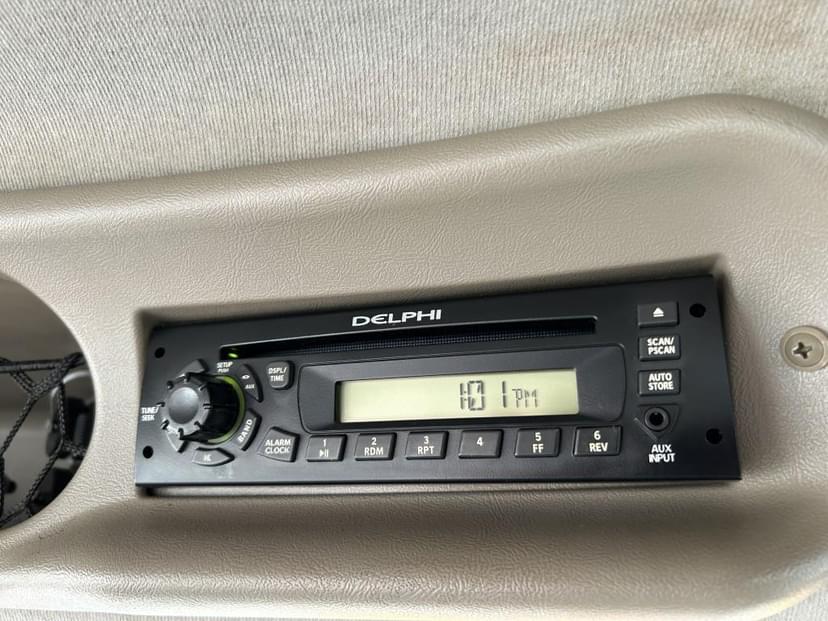 DELPHI
SETUP
PUSH
AUX
DSPL/
TIME
TUNE/
SEEK
BAND
ALARM
CLOCK
1:01 PM
1
2
RDM
3
RPT
4
5
FF
6
REV
SCAN/
PSCAN
AUTO
STORE
AUX
INPUT